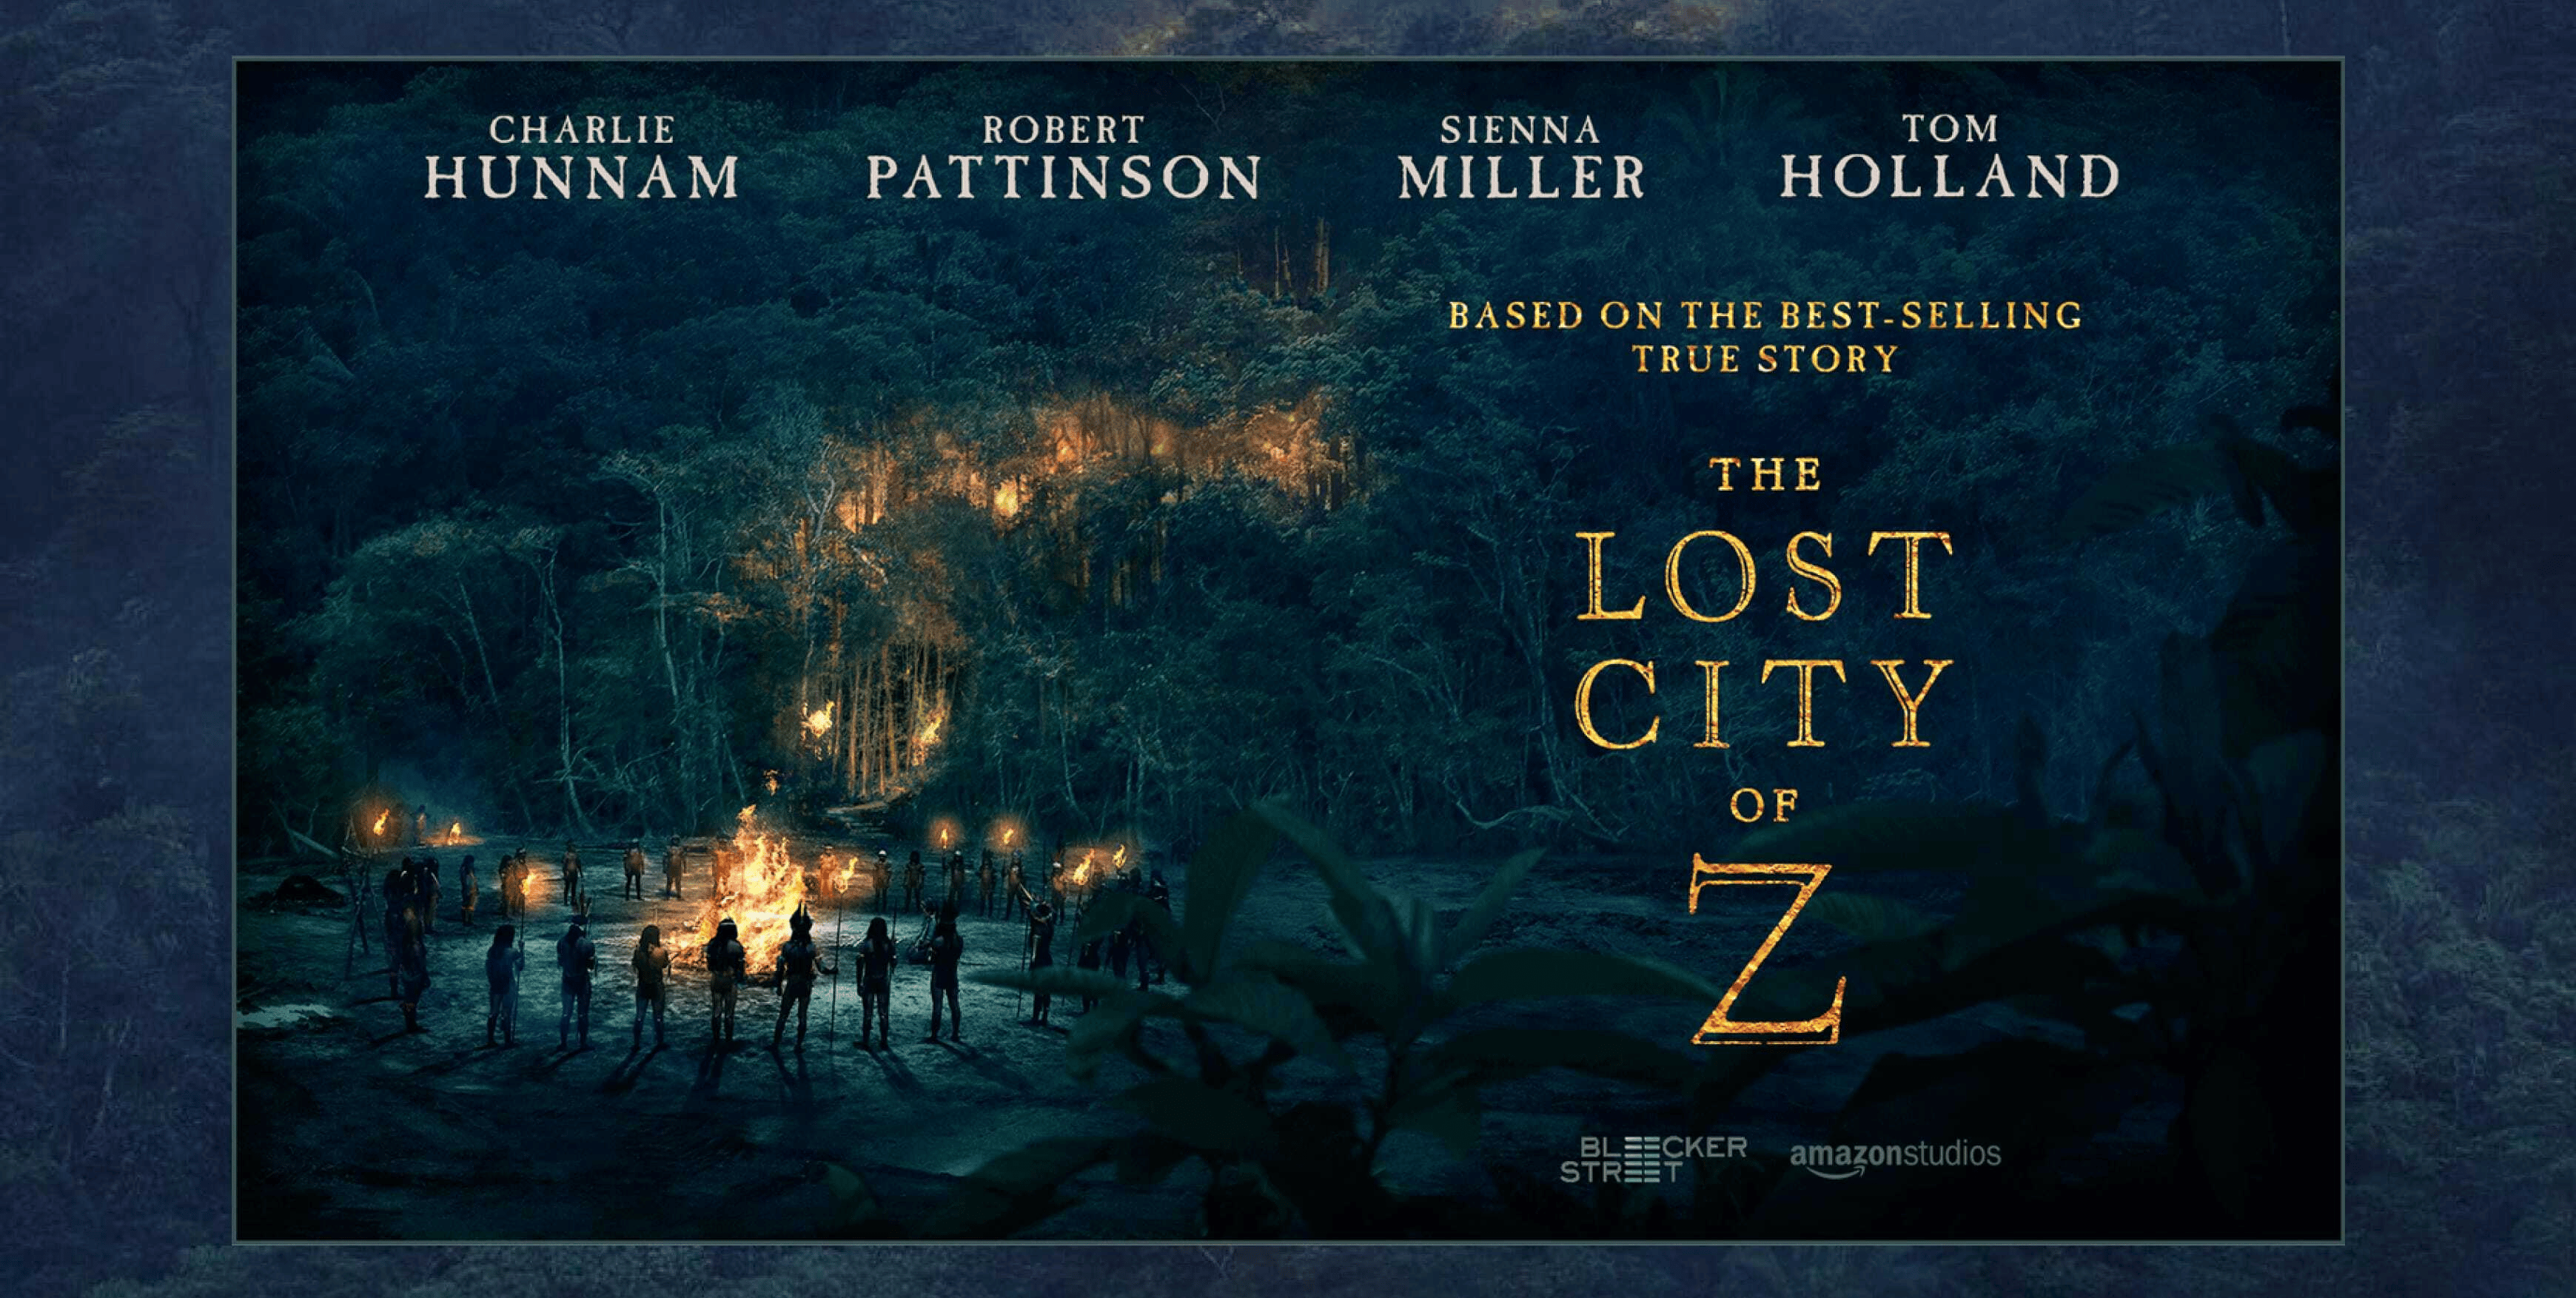 CHARLIE
HUNNAM
ROBERT
PATTINSON
SIENNA
MILLER
TOM
HOLLAND
BASED ON THE BEST-SELLING
TRUE STORY
THE
LOST
CITY
OF
Z
BLEECKER
STREET
amazonstudios